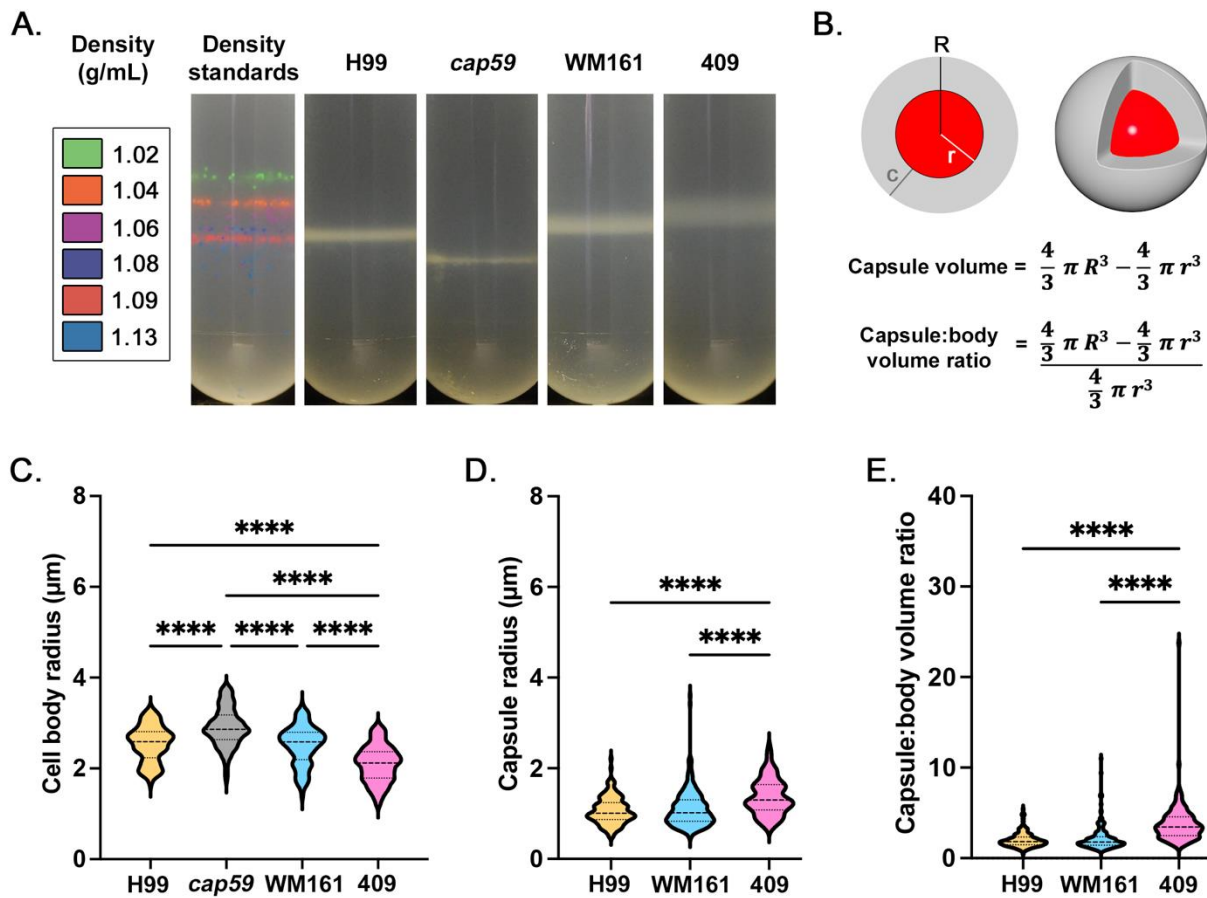 A.
Density
(g/mL)
1.02
1.04
1.06
1.08
1.09
1.13
Density
standards
H99
cap59
WM161
409
B.
R
r
c
Capsule volume = 4/3 π R³ − 4/3 π r³
Capsule:body
volume ratio = (4/3 π R³ − 4/3 π r³) / (4/3 π r³)
C.
Cell body radius (µm)
8
6
4
2
0
****
****
**** **** ****
H99 cap59 WM161 409
D.
Capsule radius (µm)
8
6
4
2
0
****
****
H99 WM161 409
E.
Capsule:body volume ratio
40
30
20
10
0
****
****
H99 WM161 409